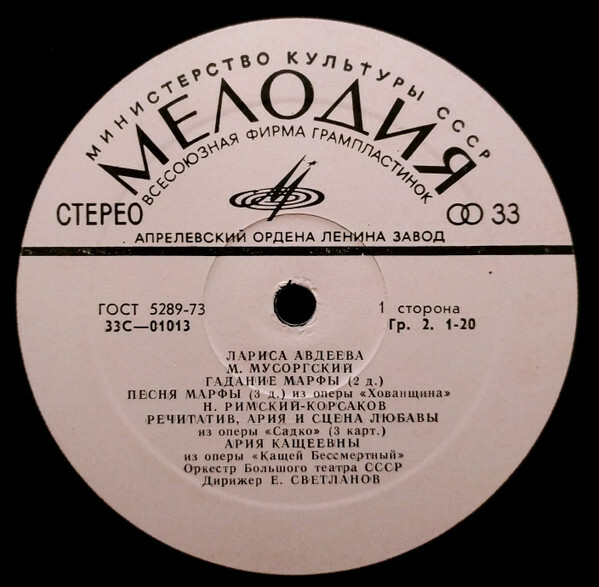 МИНИСТЕРСТВО КУЛЬТУРЫ СССР
МЕЛОДИЯ
ВСЕСОЮЗНАЯ ФИРМА ГРАМПЛАСТИНОК
СТЕРЕО
33
АПРЕЛЕВСКИЙ ОРДЕНА ЛЕНИНА ЗАВОД
ГОСТ 5289-73
1 сторона
33С—01013
Гр. 2. 1-20
ЛАРИСА АВДЕЕВА
М. МУСОРГСКИЙ
ГАДАНИЕ МАРФЫ (2 д.)
ПЕСНЯ МАРФЫ (3 д.) из оперы «Хованщина»
Н. РИМСКИЙ-КОРСАКОВ
РЕЧИТАТИВ, АРИЯ И СЦЕНА ЛЮБАВЫ
из оперы «Садко» (3 карт.)
АРИЯ КАЩЕЕВНЫ
из оперы «Кащей Бессмертный»
Оркестр Большого театра СССР
Дирижер Е. СВЕТЛАНОВ